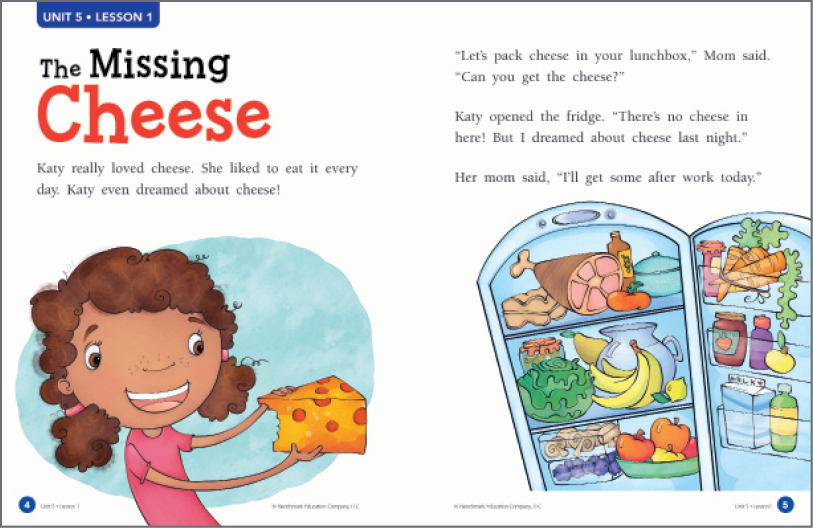 UNIT 5 • LESSON 1
The Missing
Cheese
Katy really loved cheese. She liked to eat it every
day. Katy even dreamed about cheese!
“Let’s pack cheese in your lunchbox,” Mom said.
“Can you get the cheese?”
Katy opened the fridge. “There’s no cheese in
here! But I dreamed about cheese last night.”
Her mom said, “I’ll get some after work today.”
MILK
4
Unit 5 • Lesson 1
© Benchmark Education Company, LLC
© Benchmark Education Company, LLC
Unit 5 • Lesson 1
5